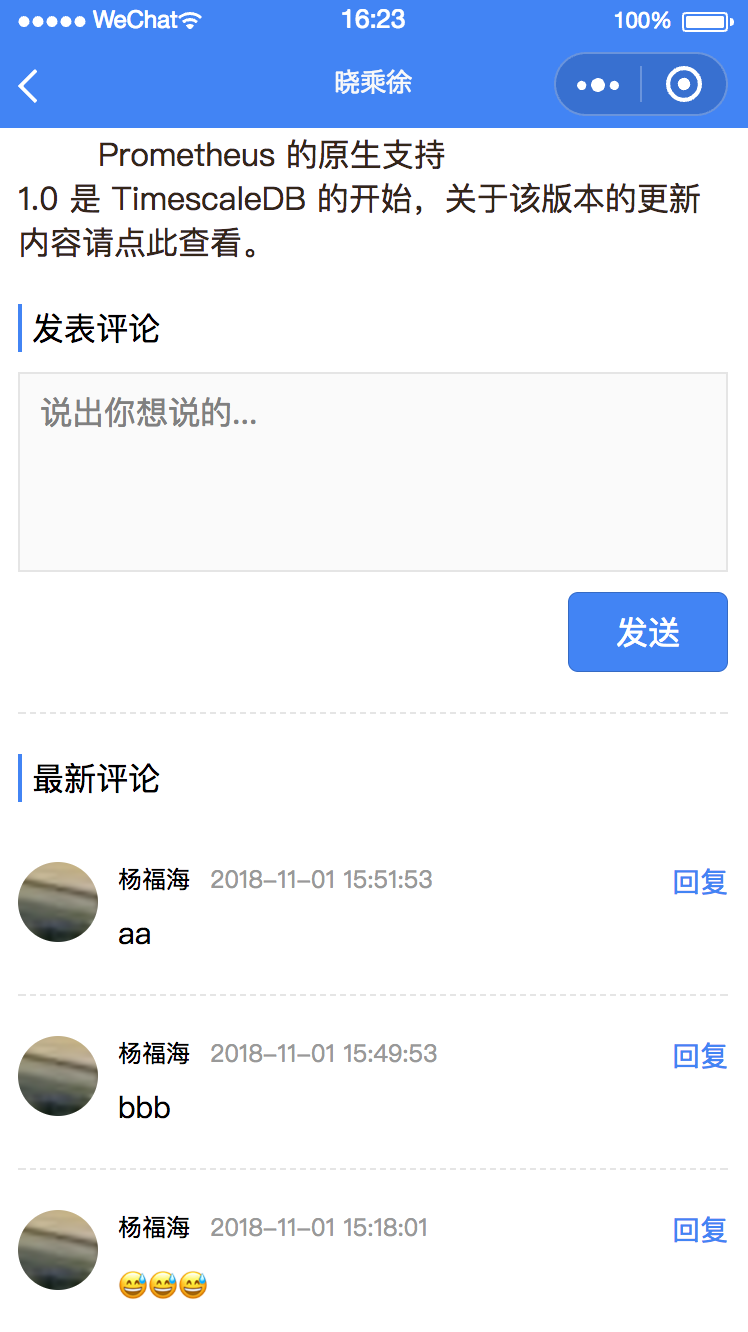 ●●●●● WeChat 16:23 100%
晓乘徐
Prometheus 的原生支持
1.0 是 TimescaleDB 的开始，关于该版本的更新
内容请点此查看。
发表评论
说出你想说的...
发送
最新评论
杨福海 2018-11-01 15:51:53 回复
aa
杨福海 2018-11-01 15:49:53 回复
bbb
杨福海 2018-11-01 15:18:01 回复
😅😅😅